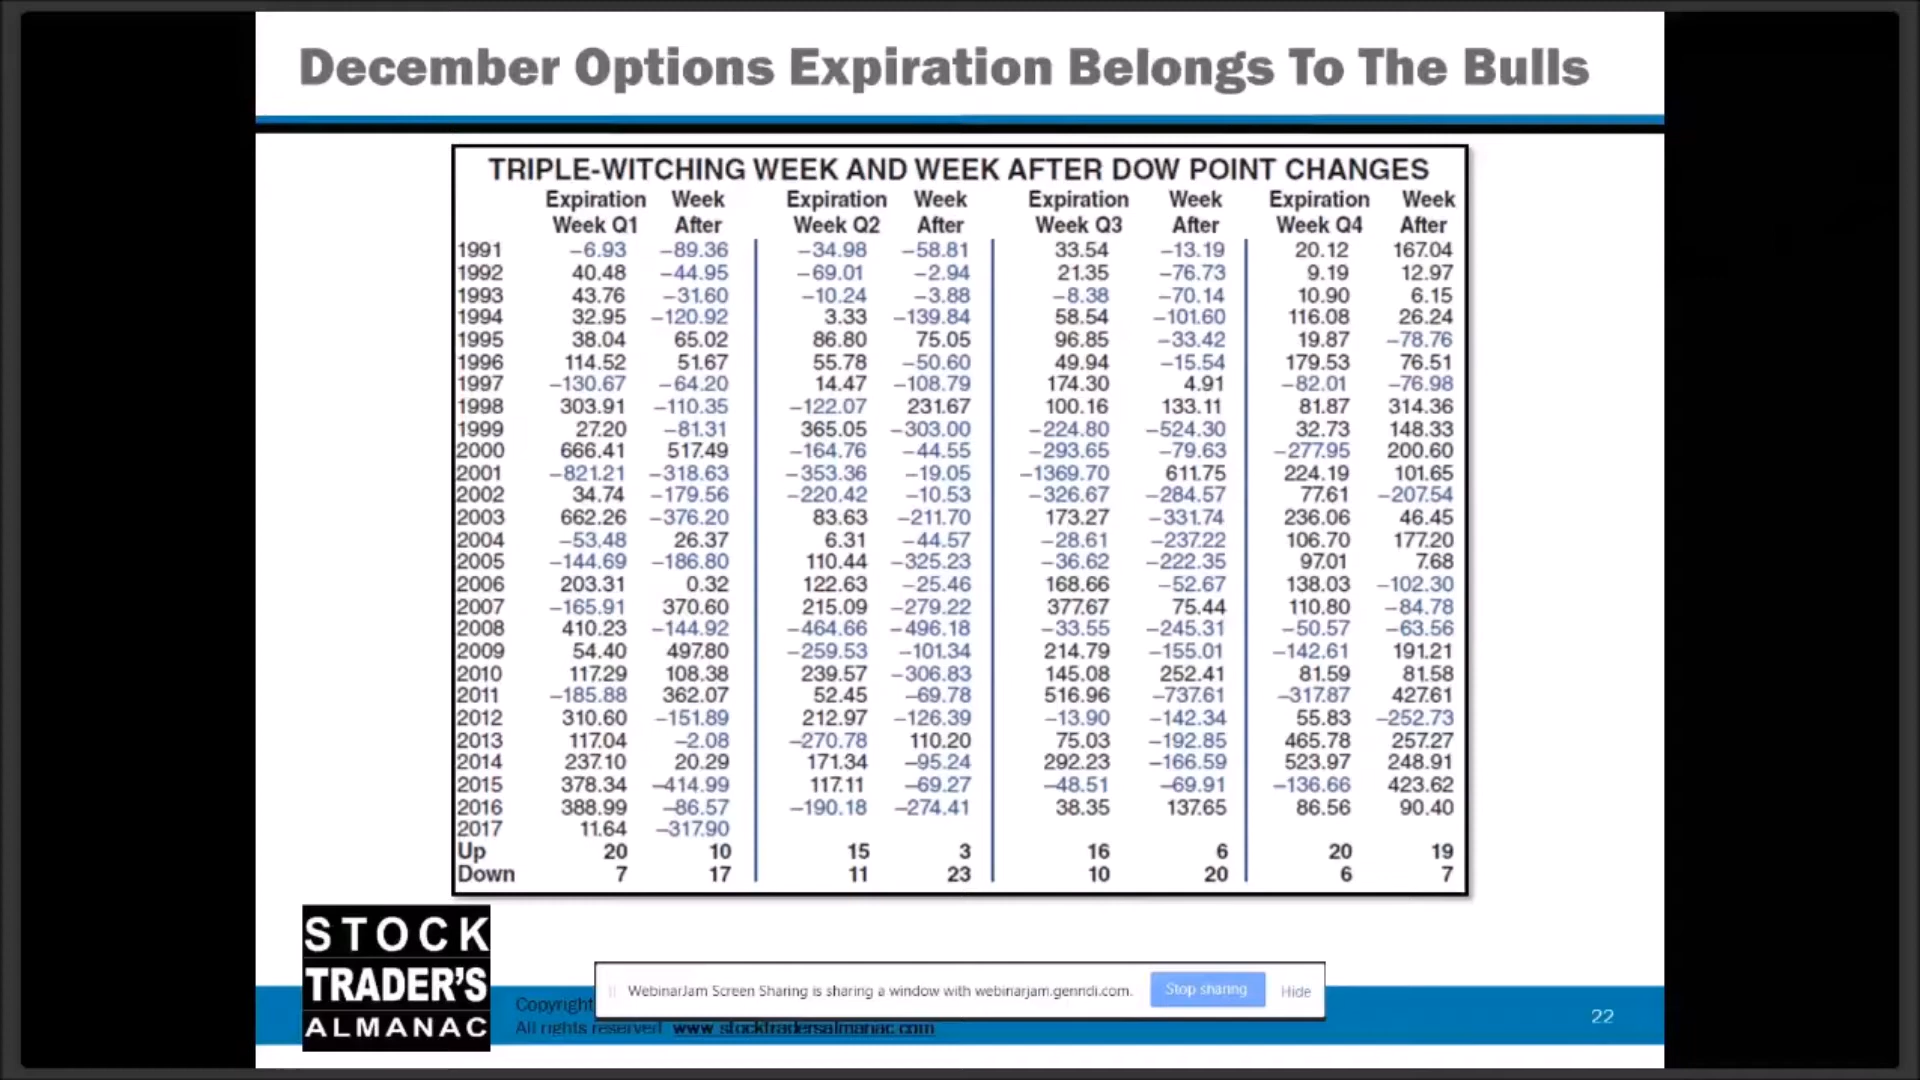 December Options Expiration Belongs To The Bulls
TRIPLE-WITCHING WEEK AND WEEK AFTER DOW POINT CHANGES
Expiration Week Expiration Week Expiration Week Expiration Week
Week Q1 After Week Q2 After Week Q3 After Week Q4 After
1991 –6.93 –89.36 –34.98 –58.81 33.54 –13.19 20.12 167.04
1992 40.48 –44.95 –69.01 –2.94 21.35 –76.73 9.19 12.97
1993 43.76 –31.60 –10.24 –3.88 –8.38 –70.14 10.90 6.15
1994 32.95 –120.92 3.33 –139.84 58.54 –101.60 116.08 26.24
1995 38.04 65.02 86.80 75.05 96.85 –33.42 19.87 –78.76
1996 114.52 51.67 55.78 –50.60 49.94 –15.54 179.53 76.51
1997 –130.67 –64.20 14.47 –108.79 174.30 4.91 –82.01 –76.98
1998 303.91 –110.35 –122.07 231.67 100.16 133.11 81.87 314.36
1999 27.20 –81.31 365.05 –303.00 –224.80 –524.30 32.73 148.33
2000 666.41 517.49 –164.76 –44.55 –293.65 –79.63 –277.95 200.60
2001 –821.21 –318.63 –353.36 –19.05 –1369.70 611.75 224.19 101.65
2002 34.74 –179.56 –220.42 –10.53 –326.67 –284.57 77.61 –207.54
2003 662.26 –376.20 83.63 –211.70 173.27 –331.74 236.06 46.45
2004 –53.48 26.37 6.31 –44.57 –28.61 –237.22 106.70 177.20
2005 –144.69 –186.80 110.44 –325.23 –36.62 –222.35 97.01 7.68
2006 203.31 0.32 122.63 –25.46 168.66 –52.67 138.03 –102.30
2007 –165.91 370.60 215.09 –279.22 377.67 75.44 110.80 –84.78
2008 410.23 –144.92 –464.66 –496.18 –33.55 –245.31 –50.57 –63.56
2009 54.40 497.80 –259.53 –101.34 214.79 –155.01 –142.61 191.21
2010 117.29 108.38 239.57 –306.83 145.08 252.41 81.59 81.58
2011 –185.88 362.07 52.45 –69.78 516.96 –737.61 –317.87 427.61
2012 310.60 –151.89 212.97 –126.39 –13.90 –142.34 55.83 –252.73
2013 117.04 –2.08 –270.78 110.20 75.03 –192.85 465.78 257.27
2014 237.10 20.29 171.34 –95.24 292.23 –166.59 523.97 248.91
2015 378.34 –414.99 117.11 –69.27 –48.51 –69.91 –136.66 423.62
2016 388.99 –86.57 –190.18 –274.41 38.35 137.65 86.56 90.40
2017 11.64 –317.90
Up 20 10 15 3 16 6 20 19
Down 7 17 11 23 10 20 6 7
STOCK
TRADER'S
ALMANAC
WebinarJam Screen Sharing is sharing a window with webinarjam.genndi.com. Stop sharing Hide
Copyright
All rights reserved www.stocktradersalmanac.com
22